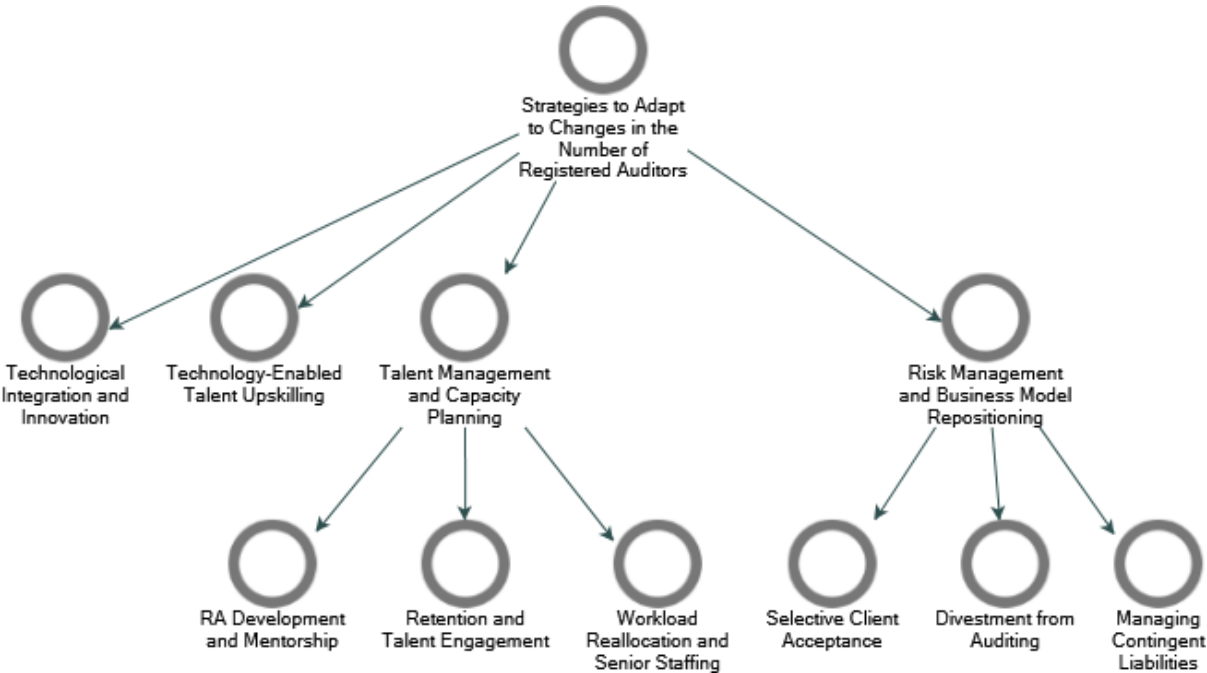 Strategies to Adapt
to Changes in the
Number of
Registered Auditors
Technological
Integration and
Innovation
Technology-Enabled
Talent Upskilling
Talent Management
and Capacity
Planning
Risk Management
and Business Model
Repositioning
RA Development
and Mentorship
Retention and
Talent Engagement
Workload
Reallocation and
Senior Staffing
Selective Client
Acceptance
Divestment from
Auditing
Managing
Contingent
Liabilities